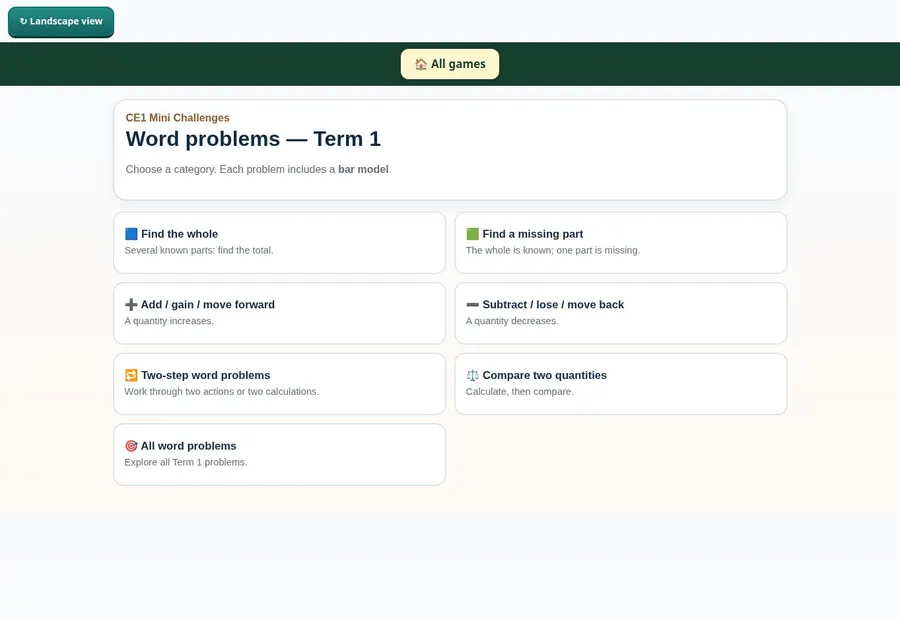 ↻ Landscape view
🏠 All games
CE1 Mini Challenges
Word problems — Term 1
Choose a category. Each problem includes a bar model.
🟦 Find the whole
Several known parts: find the total.
🟩 Find a missing part
The whole is known; one part is missing.
➕ Add / gain / move forward
A quantity increases.
➖ Subtract / lose / move back
A quantity decreases.
🔁 Two-step word problems
Work through two actions or two calculations.
⚖️ Compare two quantities
Calculate, then compare.
🎯 All word problems
Explore all Term 1 problems.